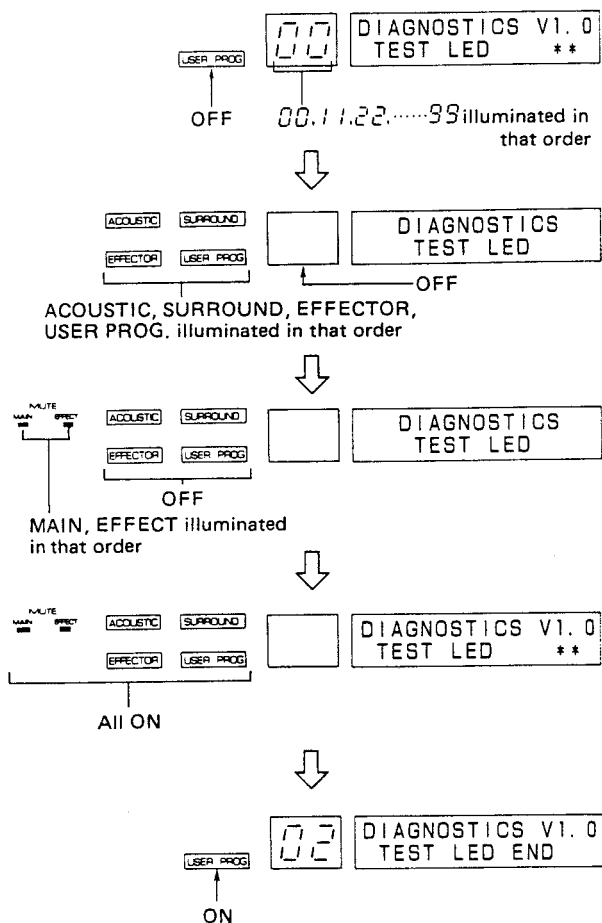 USER PROG
00
DIAGNOSTICS V1. 0
TEST LED **
OFF
00.11.22.……99 illuminated in
that order
ACOUSTIC SURROUND
EFFECTOR USER PROG
DIAGNOSTICS
TEST LED
OFF
ACOUSTIC, SURROUND, EFFECTOR,
USER PROG. illuminated in that order
MUTE
MAIN EFFECT
ACOUSTIC SURROUND
EFFECTOR USER PROG
DIAGNOSTICS
TEST LED
OFF
MAIN, EFFECT illuminated
in that order
MUTE
MAIN EFFECT
ACOUSTIC SURROUND
EFFECTOR USER PROG
DIAGNOSTICS V1. 0
TEST LED **
All ON
USER PROG
02
DIAGNOSTICS V1. 0
TEST LED END
ON